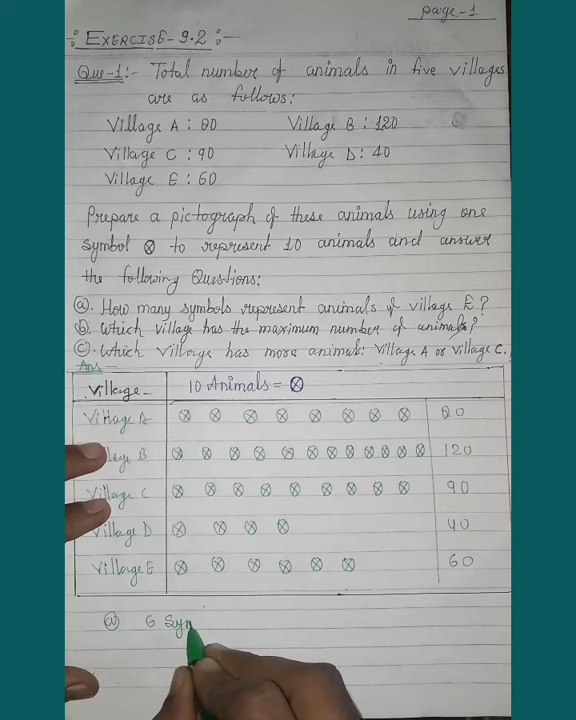 page-1
:- EXERCISE-9.2 :-
Que-1:- Total number of animals in five villages
are as follows:
Village A : 80 Village B : 120
Village C : 90 Village D : 40
Village E : 60
Prepare a pictograph of these animals using one
symbol ⊗ to represent 10 animals and answer
the following Questions:
(a). How many symbols represent animals of village E?
(b). Which village has the maximum number of animals?
(c). Which village has more animals: village A or village C.
Ans -
Village 10 Animals = ⊗
Village A ⊗ ⊗ ⊗ ⊗ ⊗ ⊗ ⊗ ⊗ 80
lage B ⊗ ⊗ ⊗ ⊗ ⊗ ⊗ ⊗ ⊗ ⊗ ⊗ ⊗ ⊗ 120
Village C ⊗ ⊗ ⊗ ⊗ ⊗ ⊗ ⊗ ⊗ ⊗ 90
Village D ⊗ ⊗ ⊗ ⊗ 40
Village E ⊗ ⊗ ⊗ ⊗ ⊗ ⊗ 60
(a) 6 Sym